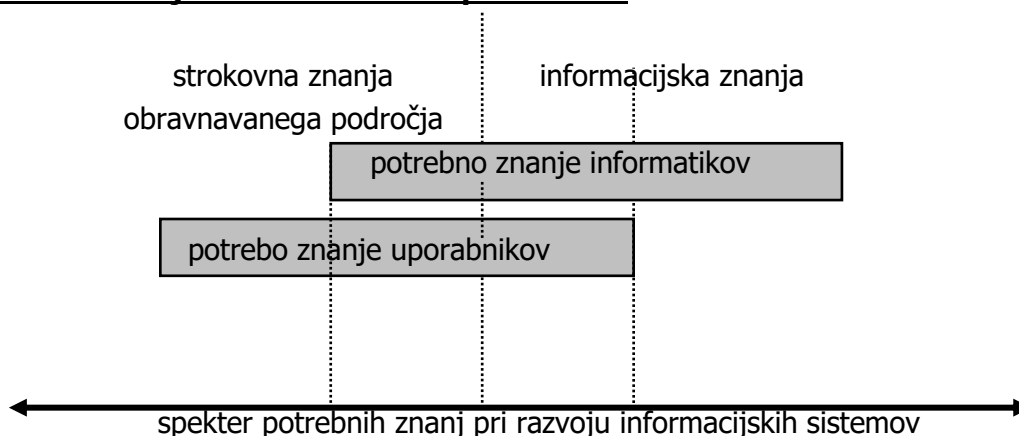 strokovna znanja
obravnavanega področja
informacijska znanja
potrebno znanje informatikov
potrebo znanje uporabnikov
spekter potrebnih znanj pri razvoju informacijskih sistemov